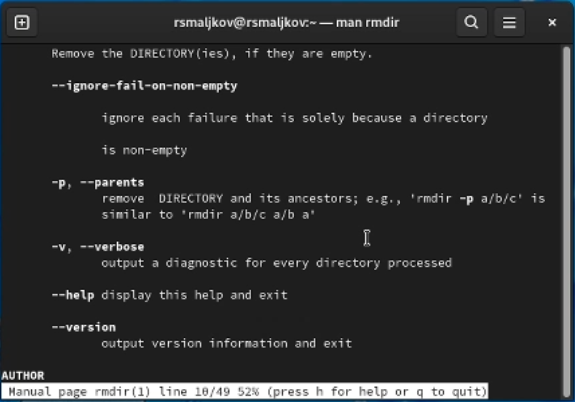 rsmaljkov@rsmaljkov:~ — man rmdir
Remove the DIRECTORY(ies), if they are empty.
--ignore-fail-on-non-empty
ignore each failure that is solely because a directory
is non-empty
-p, --parents
remove  DIRECTORY and its ancestors; e.g., 'rmdir -p a/b/c' is
similar to 'rmdir a/b/c a/b a'
-v, --verbose
output a diagnostic for every directory processed
--help display this help and exit
--version
output version information and exit
AUTHOR
Manual page rmdir(1) line 10/49 52% (press h for help or q to quit)